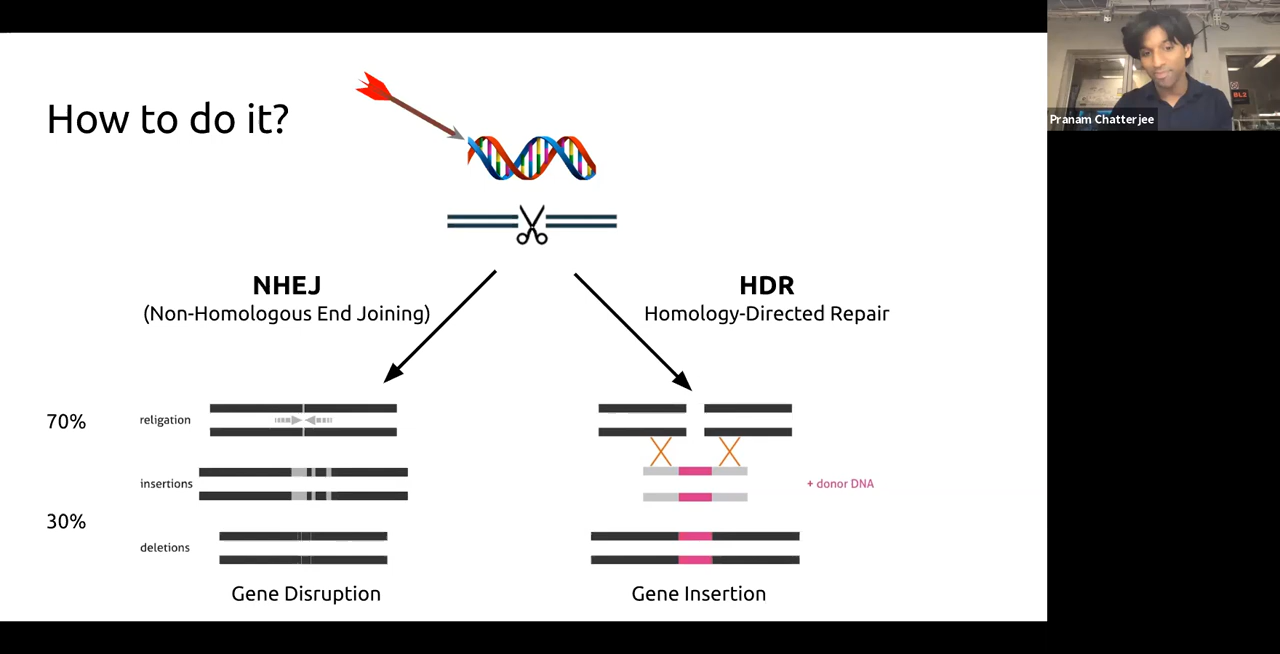 How to do it?
NHEJ
(Non-Homologous End Joining)
HDR
Homology-Directed Repair
70%
religation
insertions
30%
deletions
+ donor DNA
Gene Disruption
Gene Insertion
BL2
Pranam Chatterjee